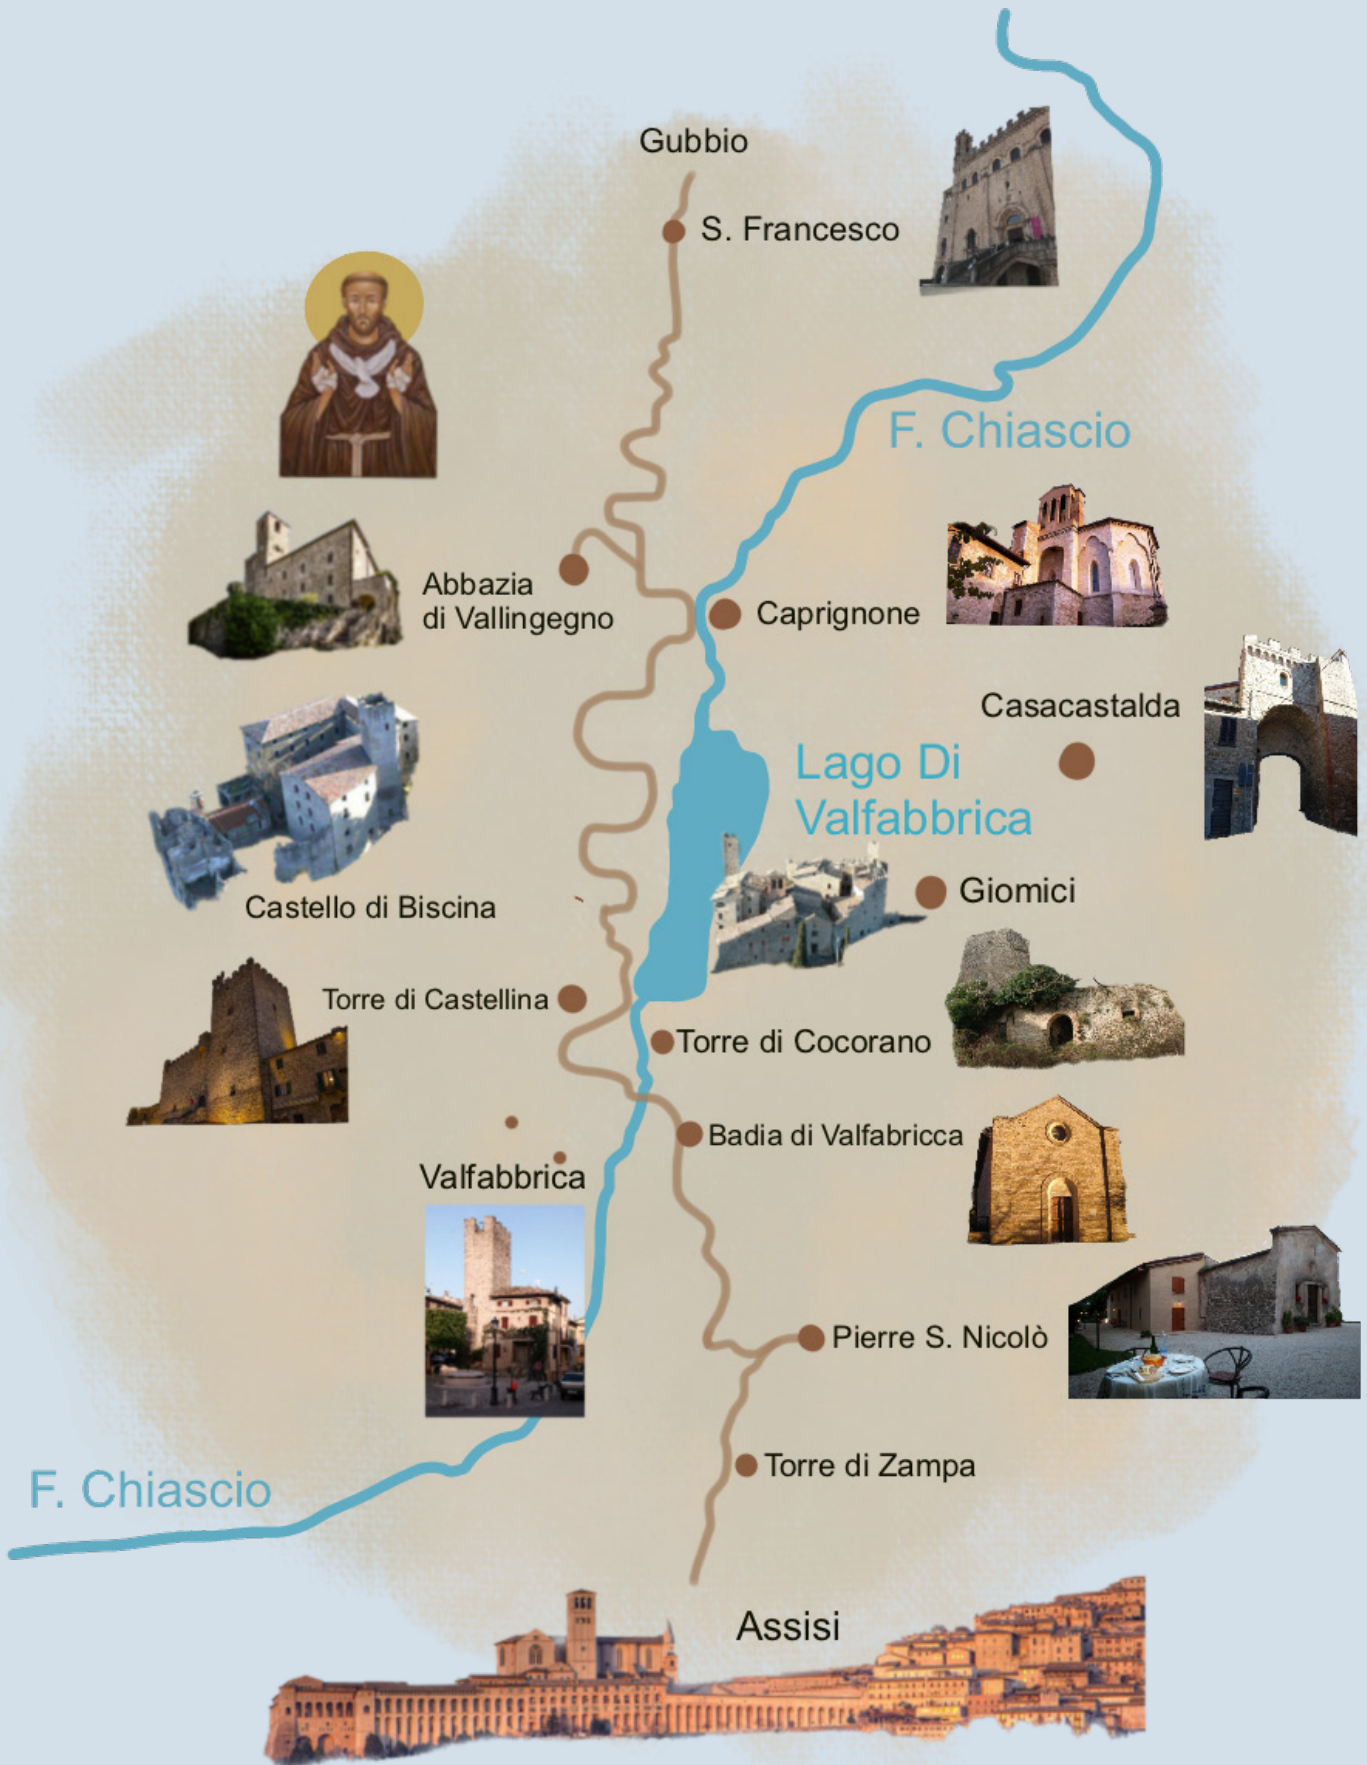 Gubbio
S. Francesco
F. Chiascio
Abbazia
di Vallingegno
Caprignone
Casacastalda
Lago Di
Valfabbrica
Giomici
Castello di Biscina
Torre di Castellina
Torre di Cocorano
Badia di Valfabricca
Valfabbrica
Pierre S. Nicolò
Torre di Zampa
F. Chiascio
Assisi